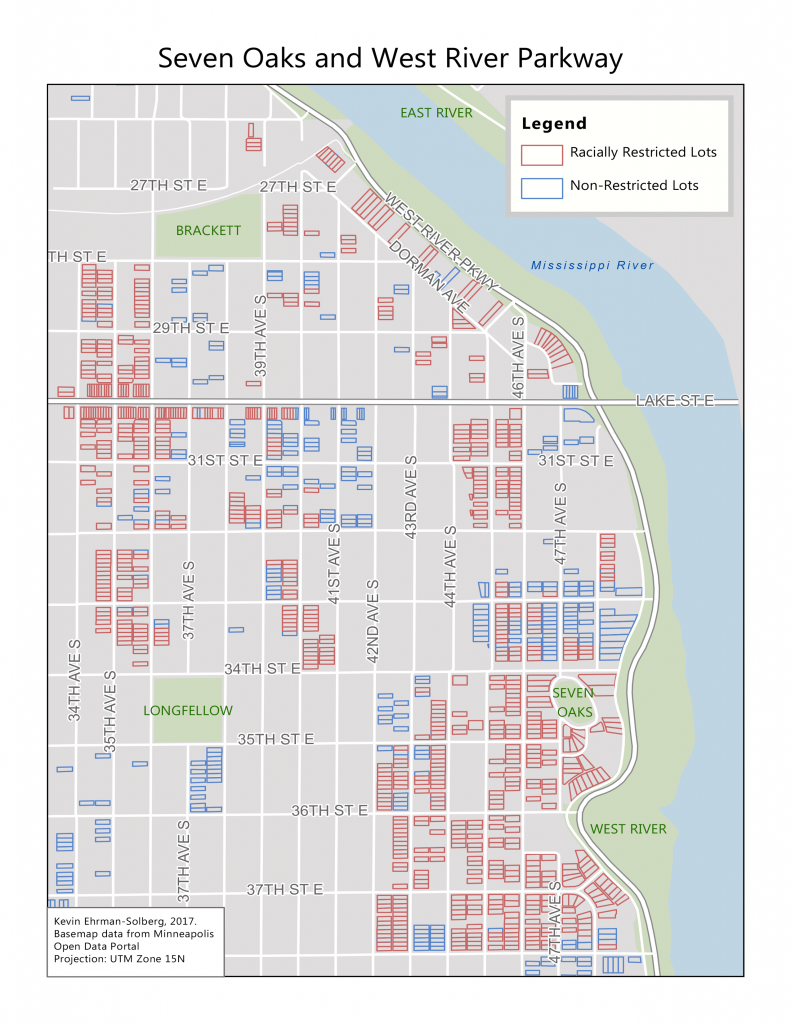 Seven Oaks and West River Parkway
EAST RIVER
Legend
Racially Restricted Lots
Non-Restricted Lots
27TH ST E
27TH ST E
BRACKETT
WEST RIVER PKWY
DORMAN AVE
TH ST E
Mississippi River
29TH ST E
39TH AVE S
46TH AVE S
LAKE ST E
31ST ST E
31ST ST E
43RD AVE S
47TH AVE S
41ST AVE S
44TH AVE S
37TH AVE S
42ND AVE S
34TH AVE S
35TH AVE S
34TH ST E
LONGFELLOW
SEVEN
OAKS
35TH ST E
36TH ST E
WEST RIVER
37TH AVE S
37TH ST E
47TH AVE S
Kevin Ehrman-Solberg, 2017.
Basemap data from Minneapolis
Open Data Portal
Projection: UTM Zone 15N